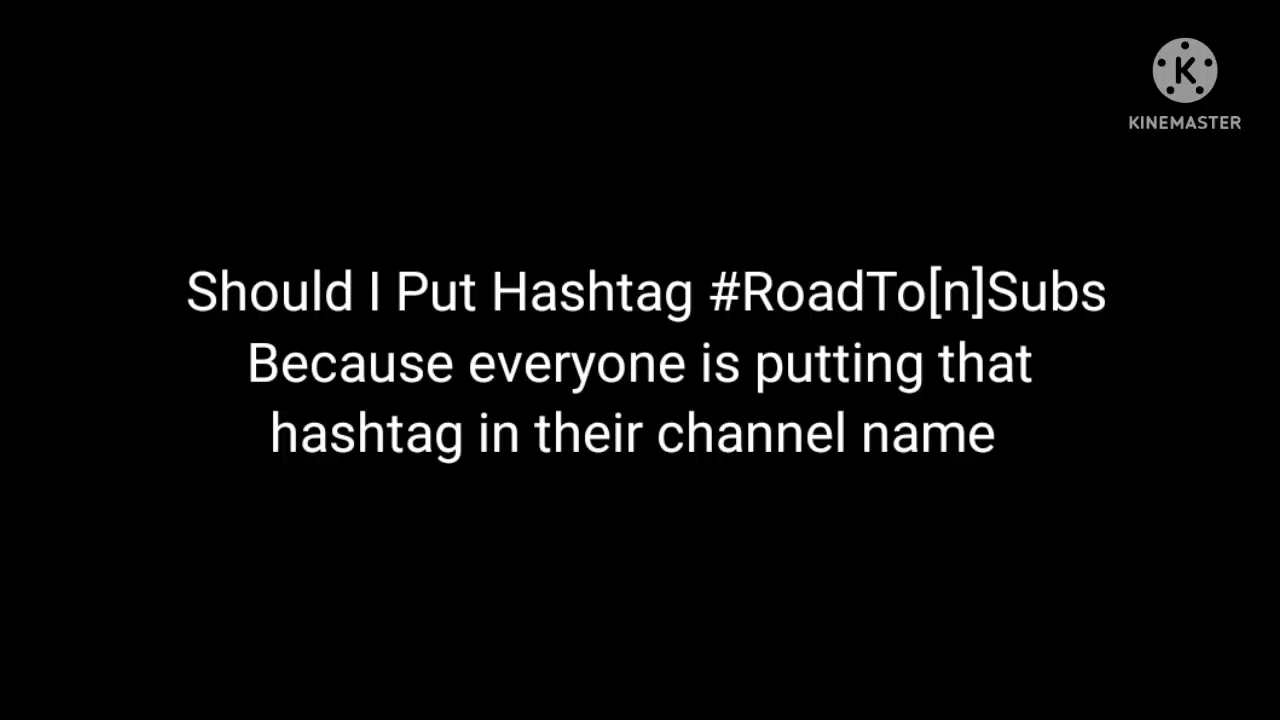 KINEMASTER
Should I Put Hashtag #RoadTo[n]Subs
Because everyone is putting that
hashtag in their channel name